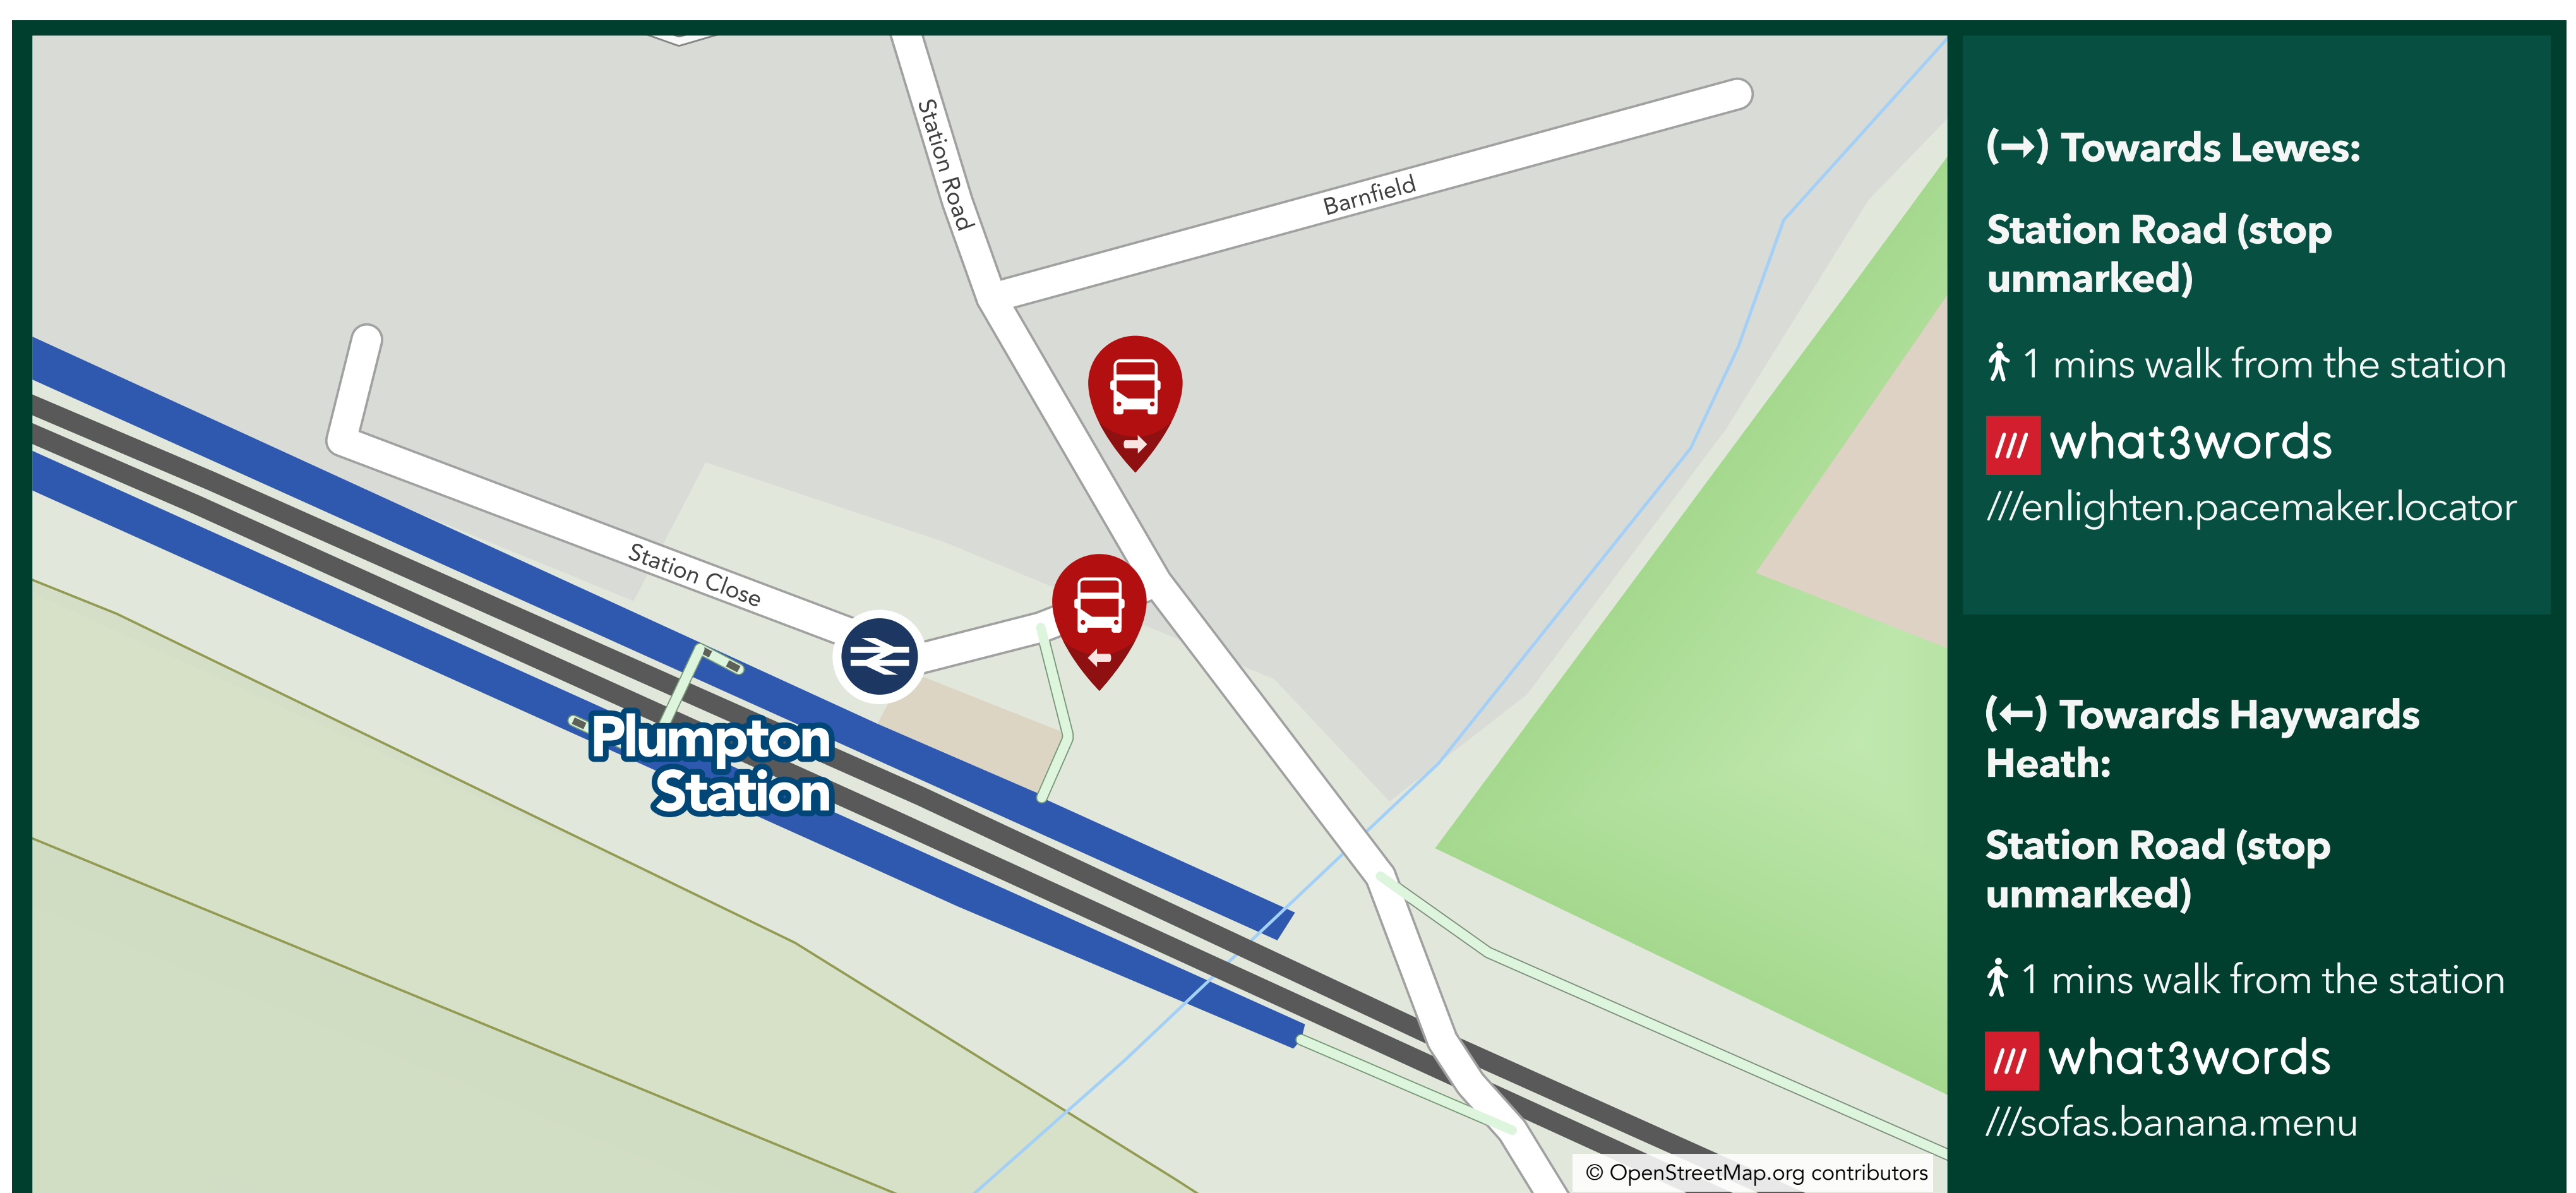 Station Road
Barnfield
Station Close
Plumpton
Station
© OpenStreetMap.org contributors
(→) Towards Lewes:
Station Road (stop
unmarked)
1 mins walk from the station
what3words
///enlighten.pacemaker.locator
(←) Towards Haywards
Heath:
Station Road (stop
unmarked)
1 mins walk from the station
what3words
///sofas.banana.menu